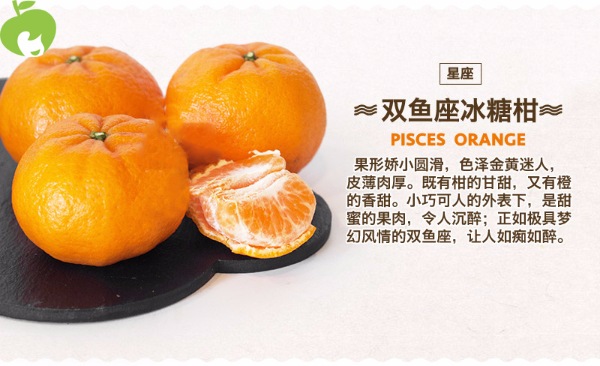 星座
双鱼座冰糖柑
PISCES ORANGE
果形娇小圆滑，色泽金黄迷人，
皮薄肉厚。既有柑的甘甜，又有橙
的香甜。小巧可人的外表下，是甜
蜜的果肉，令人沉醉；正如极具梦
幻风情的双鱼座，让人如痴如醉。